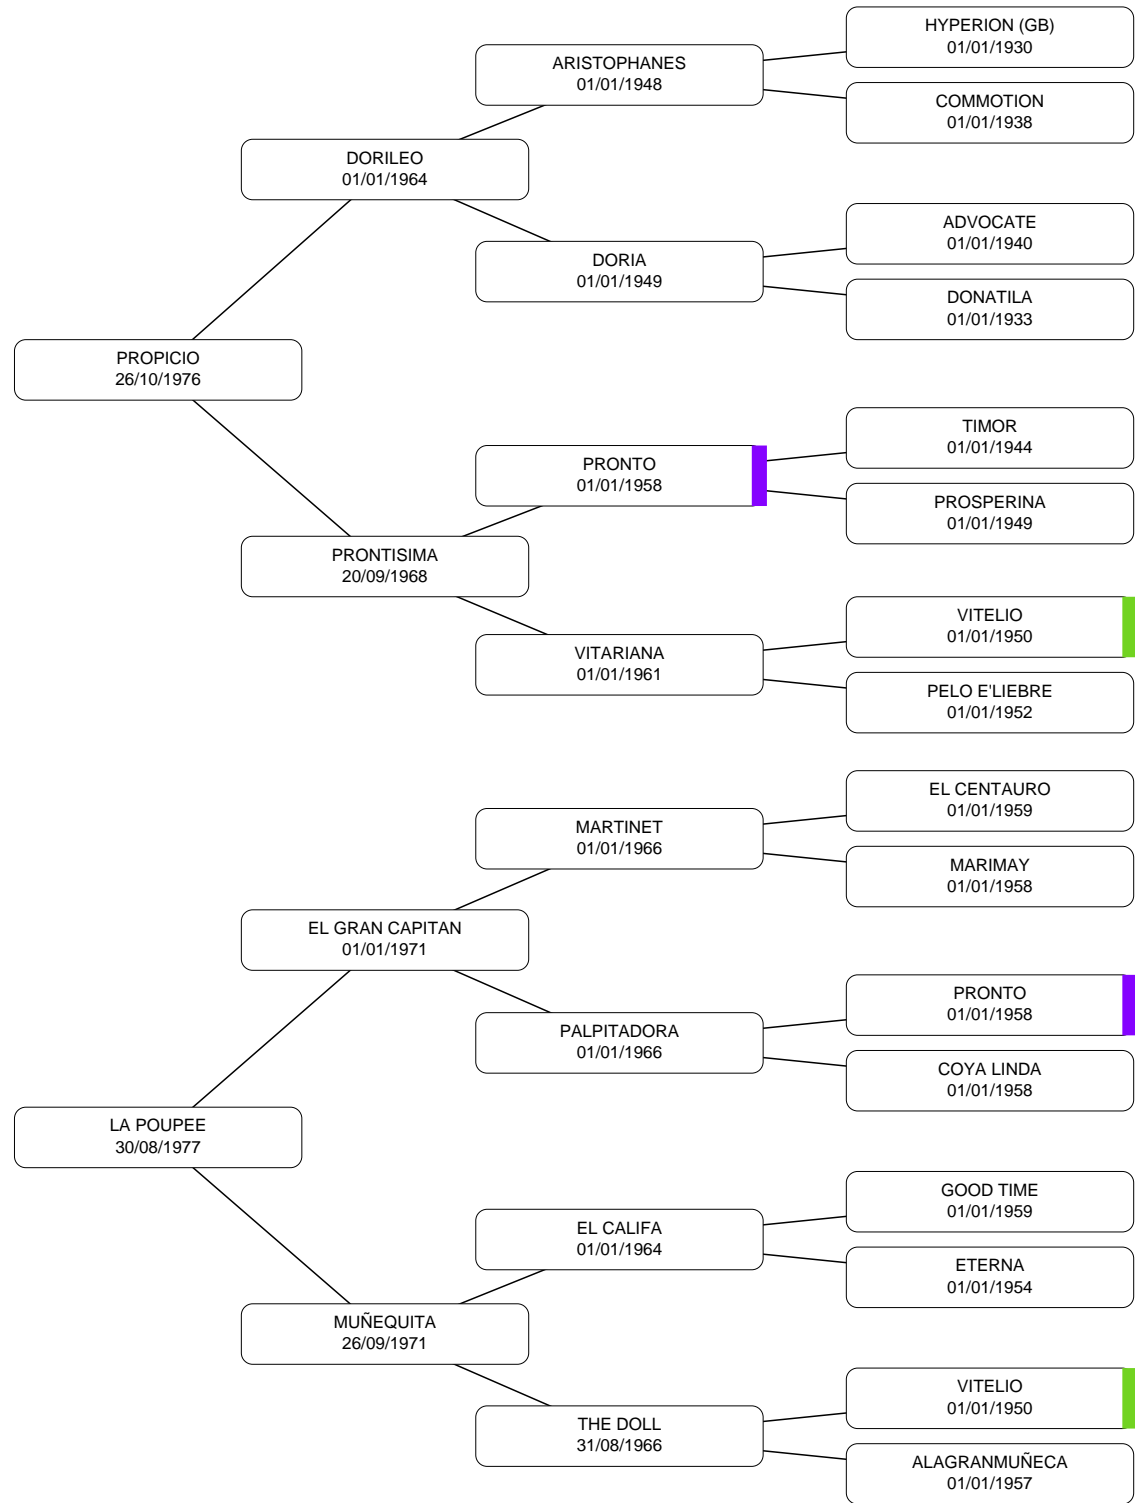 HYPERION (GB)
01/01/1930
ARISTOPHANES
01/01/1948
COMMOTION
01/01/1938
DORILEO
01/01/1964
ADVOCATE
01/01/1940
DORIA
01/01/1949
DONATILA
01/01/1933
PROPICIO
26/10/1976
TIMOR
01/01/1944
PRONTO
01/01/1958
PROSPERINA
01/01/1949
PRONTISIMA
20/09/1968
VITELIO
01/01/1950
VITARIANA
01/01/1961
PELO E'LIEBRE
01/01/1952
EL CENTAURO
01/01/1959
MARTINET
01/01/1966
MARIMAY
01/01/1958
EL GRAN CAPITAN
01/01/1971
PRONTO
01/01/1958
PALPITADORA
01/01/1966
COYA LINDA
01/01/1958
LA POUPEE
30/08/1977
GOOD TIME
01/01/1959
EL CALIFA
01/01/1964
ETERNA
01/01/1954
MUÑEQUITA
26/09/1971
VITELIO
01/01/1950
THE DOLL
31/08/1966
ALAGRANMUÑECA
01/01/1957